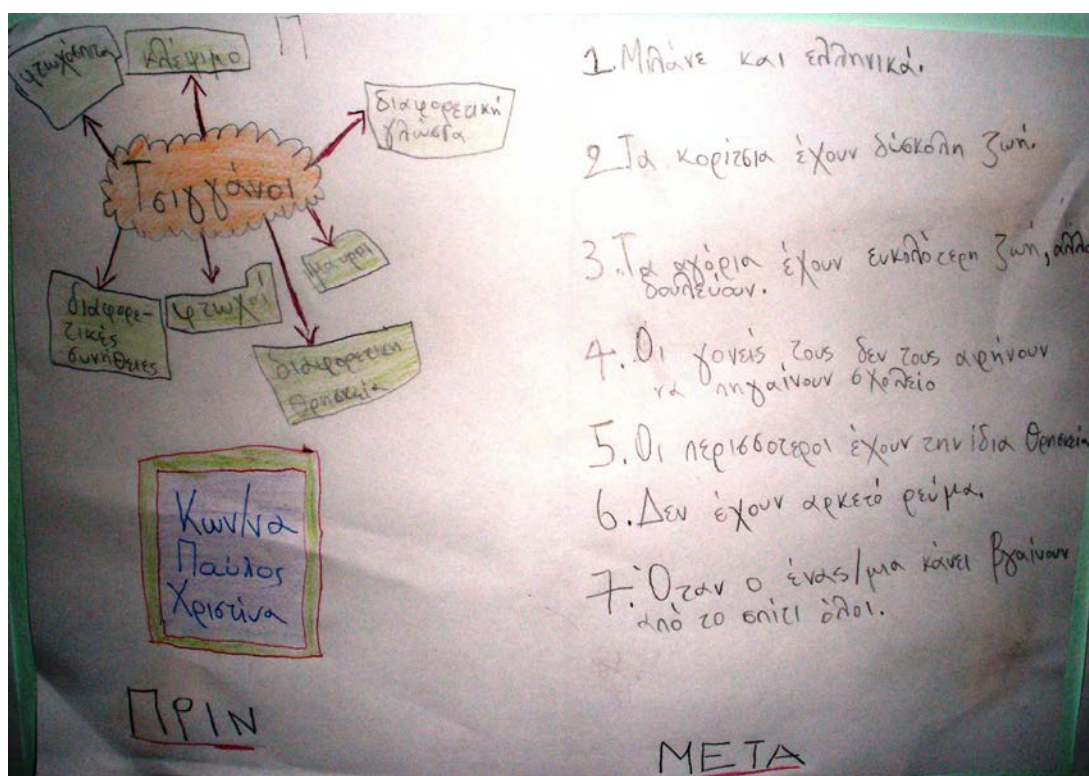 Π
φτωχόσπιτα
κλέψιμο
διαφορετική
γλώσσα
Τσιγγάνοι
μαύροι
διαφορε-
τικές
συνήθειες
φτωχοί
διαφορετική
θρησκεία
Κων/να
Παύλος
Χριστίνα
ΠΡΙΝ
1. Μιλάνε και ελληνικά.
2. Τα κορίτσια έχουν δύσκολη ζωή.
3. Τα αγόρια έχουν ευκολότερη ζωή, αλλά
δουλεύουν.
4. Οι γονείς τους δεν τους αφήνουν
να πηγαίνουν σχολείο
5. Οι περισσοτεροι έχουν την ίδια θρησκεία
6. Δεν έχουν αρκετό ρεύμα.
7. Όταν ο ένας/μια κάνει βγαίνουν
από το σπίτι όλοι.
ΜΕΤΑ